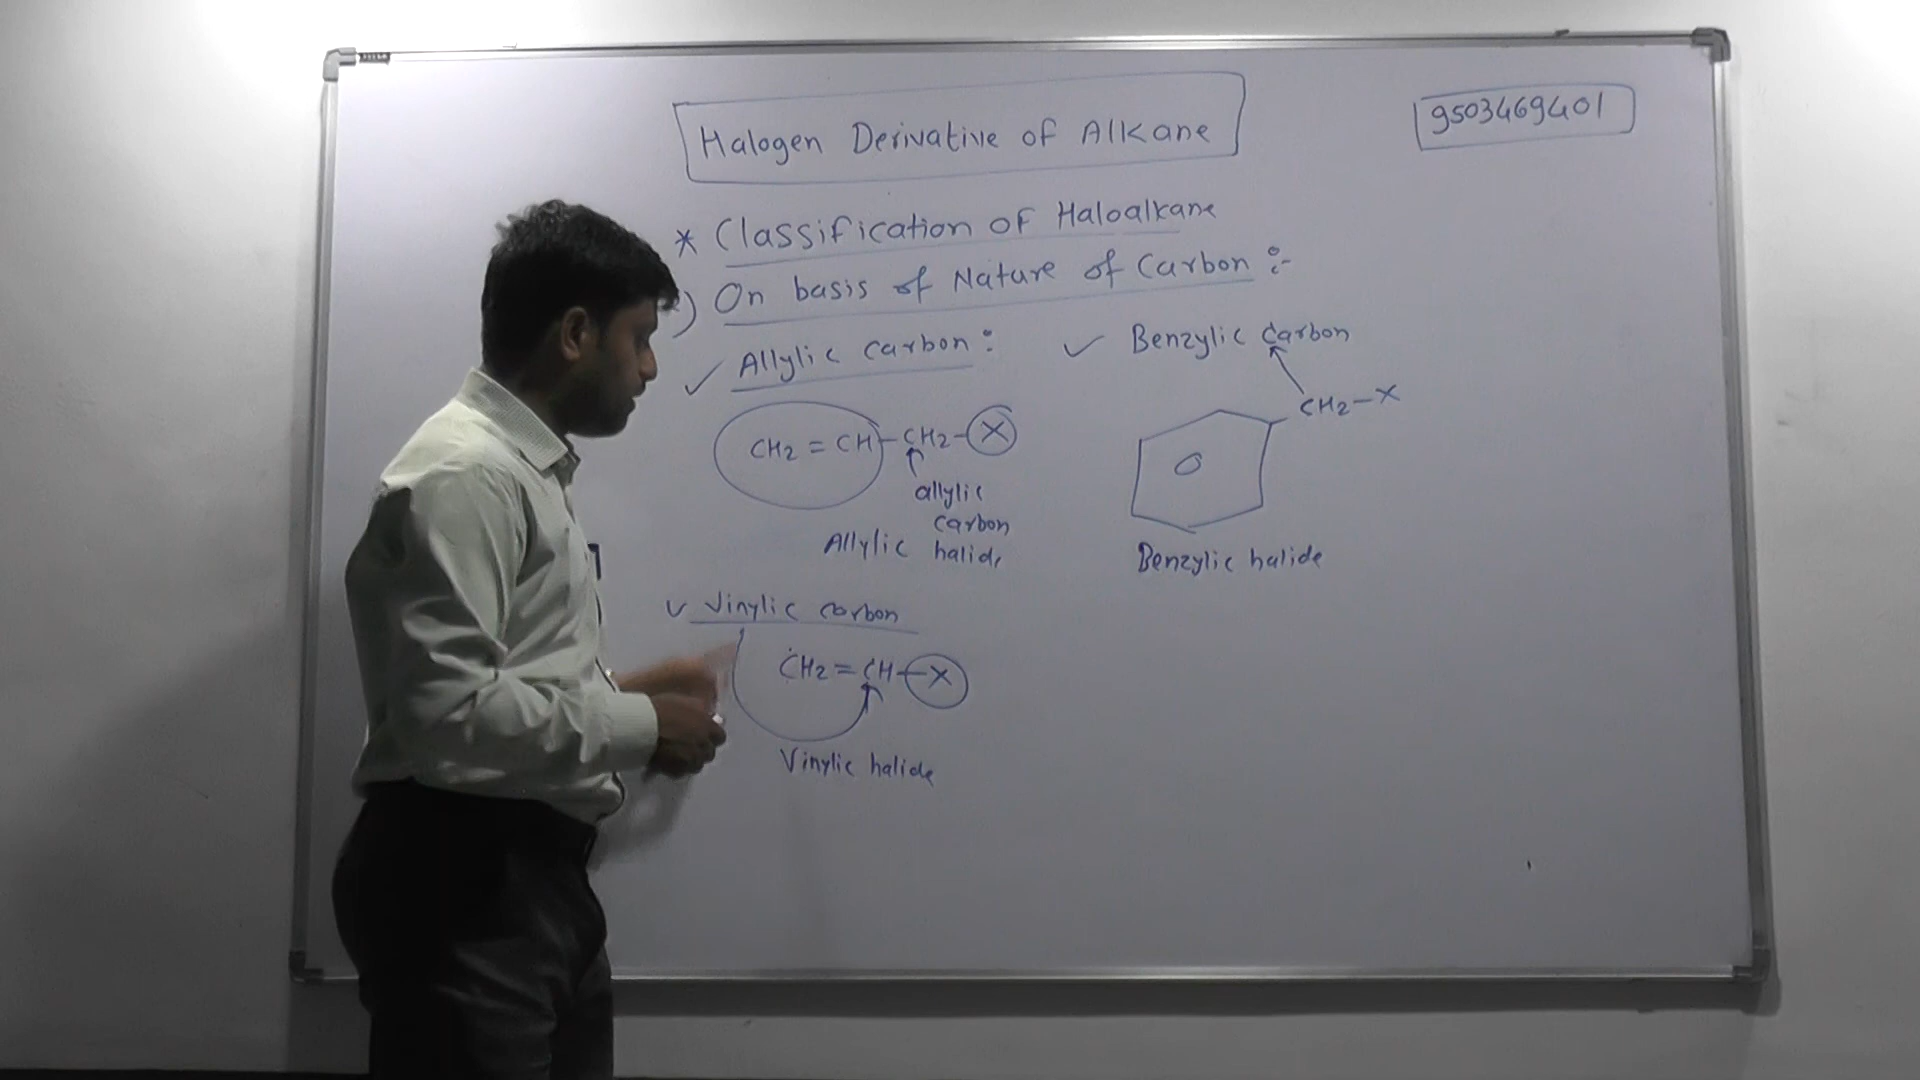 Halogen Derivative of Alkane
9503469401
* Classification of Haloalkane
) On basis of Nature of Carbon :-
✓ Allylic carbon :
✓ Benzylic carbon
CH2 = CH - CH2 - X
CH2 - X
allylic
carbon
Allylic halide
Benzylic halide
✓ Vinylic carbon
CH2 = CH - X
Vinylic halide